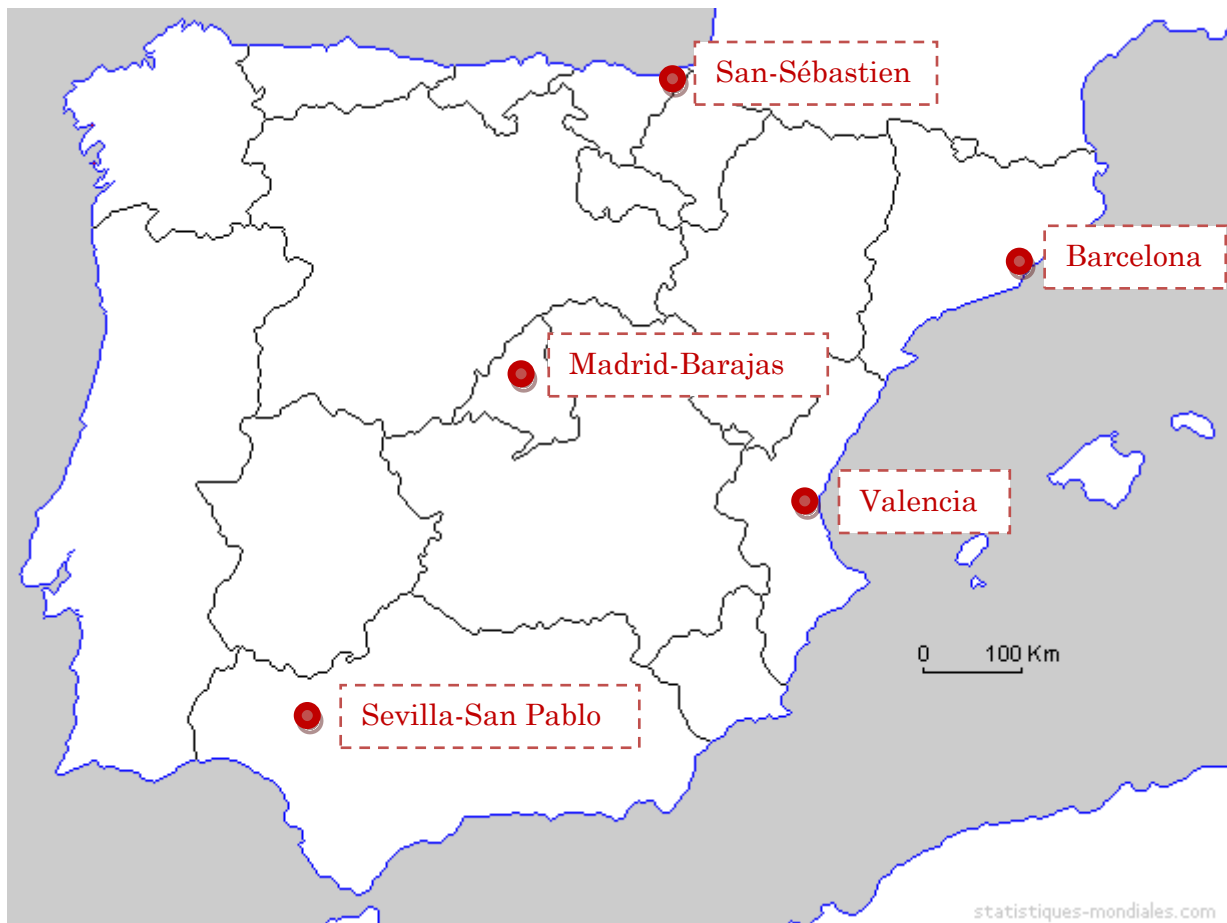 San-Sébastien
Barcelona
Madrid-Barajas
Valencia
0 100 Km
Sevilla-San Pablo
statistiques-mondiales.com